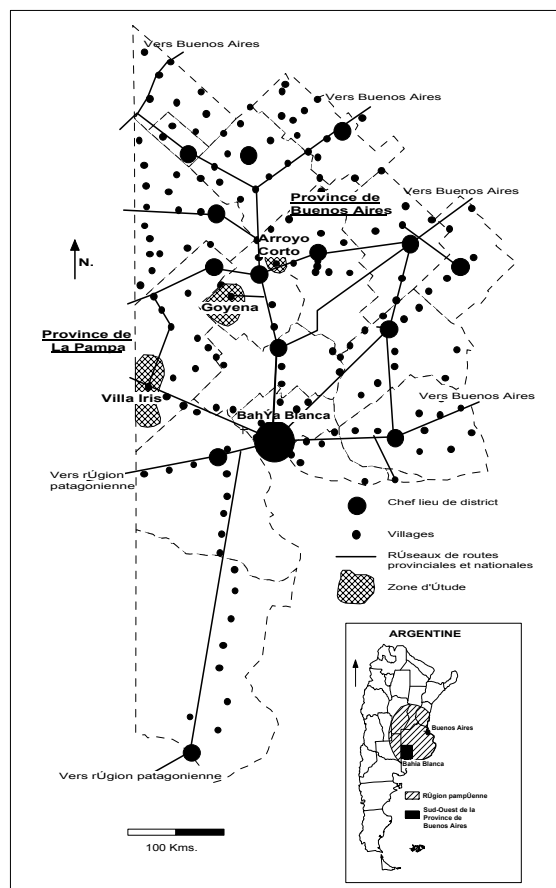 Vers Buenos Aires
Vers Buenos Aires
Province de
Buenos Aires
Vers Buenos Aires
Arroyo
Corto
N.
Goyena
Province de
La Pampa
Villa Iris
BahÝa Blanca
Vers Buenos Aires
Vers rÚgion
patagonienne
Chef lieu de district
Villages
RÚseaux de routes
provinciales et nationales
Zone d'Útude
Vers rÚgion patagonienne
100 Kms.
ARGENTINE
Buenos Aires
Bahia Blanca
RÚgion pampÚenne
Sud-Ouest de la
Province de
Buenos Aires